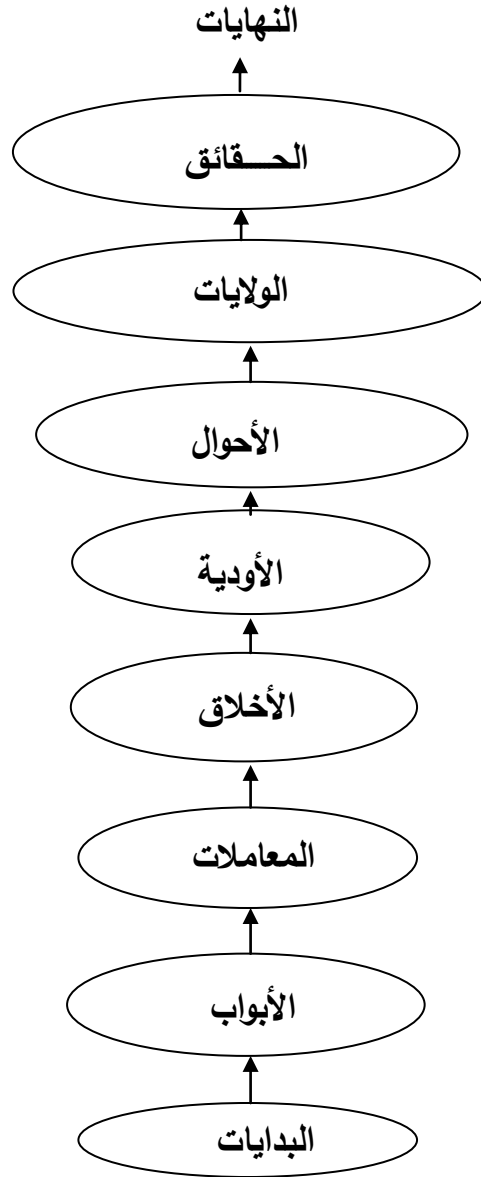 النهايات
الحـــقائق
الولايات
الأحوال
الأودية
الأخلاق
المعاملات
الأبواب
البدايات